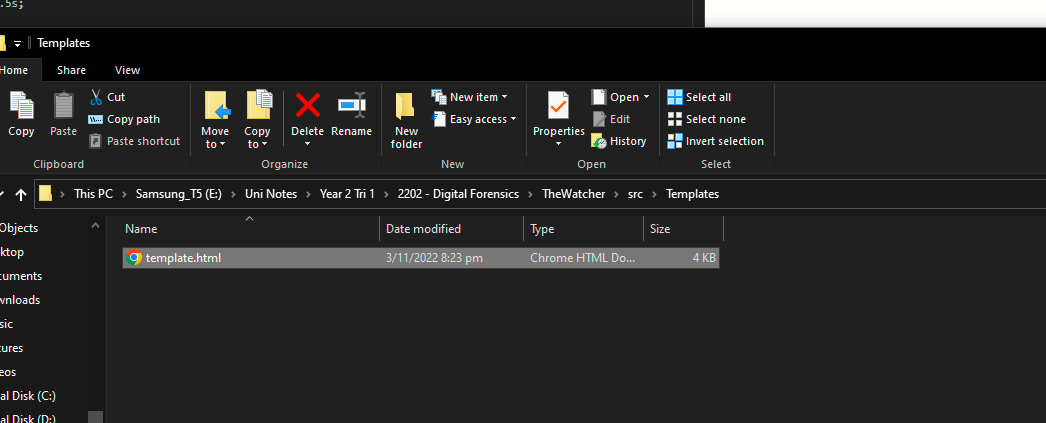 .5s;
Templates
Home Share View
Copy
Paste
Cut
Copy path
Paste shortcut
Clipboard
Move to
Copy to
Delete
Rename
Organize
New folder
New item
Easy access
New
Properties
Open
Edit
History
Open
Select all
Select none
Invert selection
Select
This PC > Samsung_T5 (E:) > Uni Notes > Year 2 Tri 1 > 2202 - Digital Forensics > TheWatcher > src > Templates
Objects
ktop
cuments
wnloads
sic
tures
eos
al Disk (C:)
al Disk (D:)
Name Date modified Type Size
template.html 3/11/2022 8:23 pm Chrome HTML Do... 4 KB